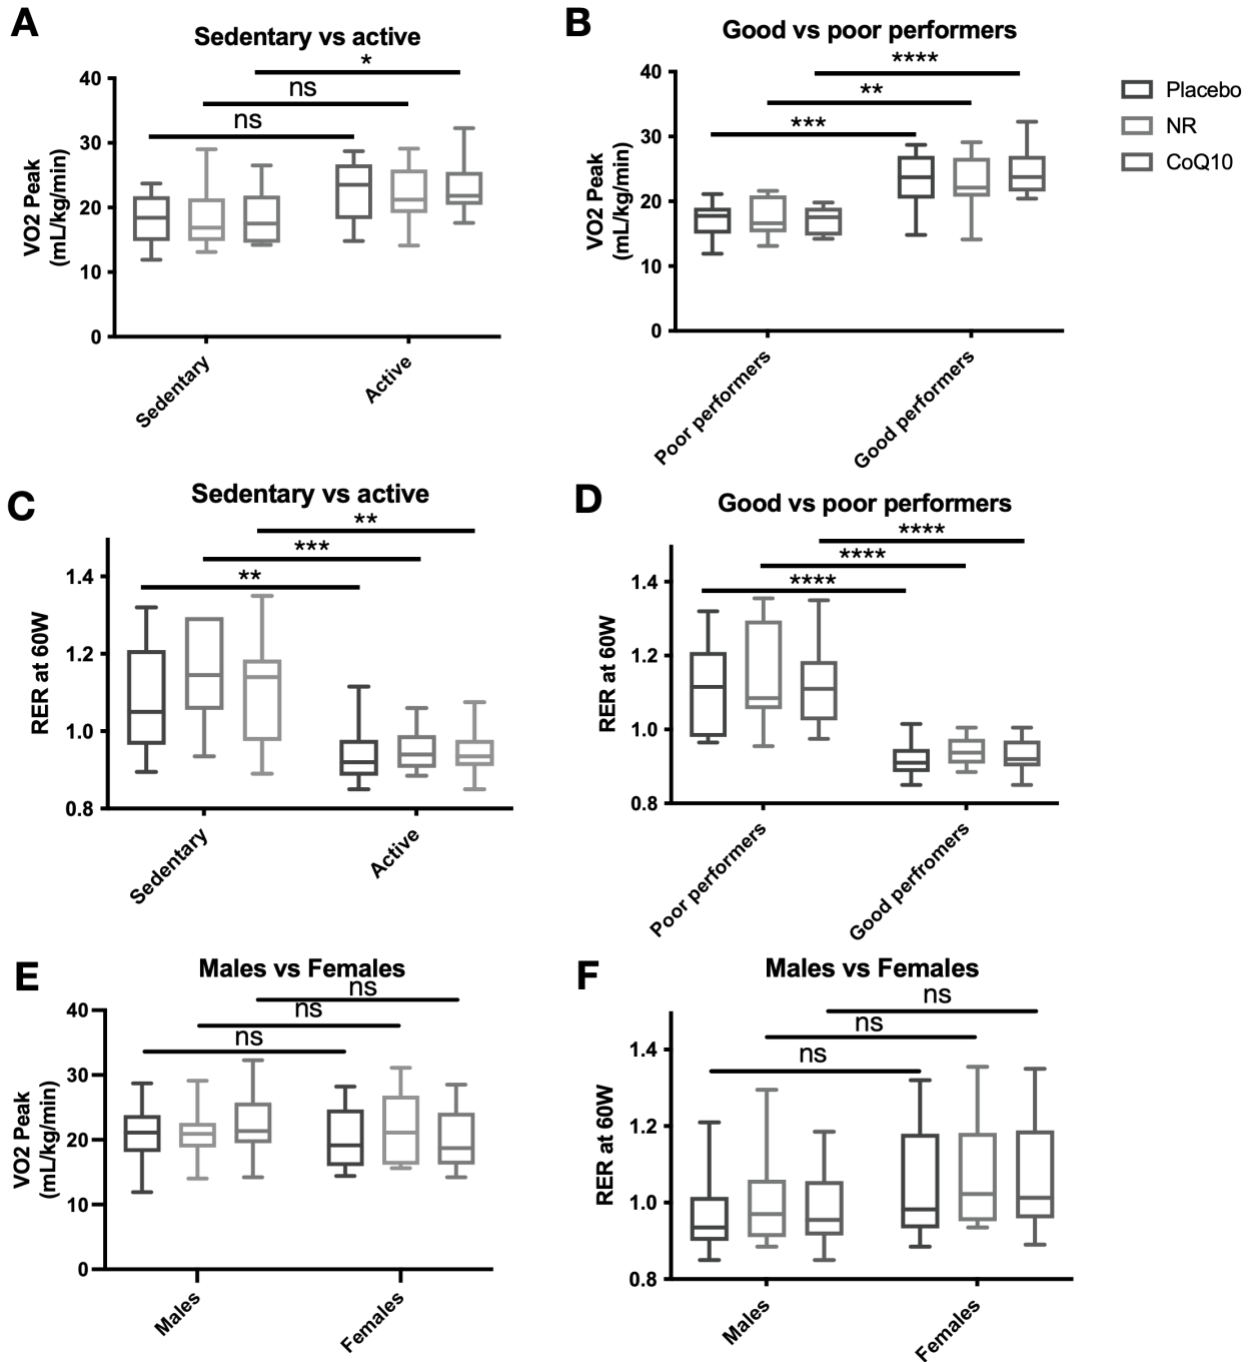 A
Sedentary vs active
*
ns
ns
40
30
20
10
0
VO2 Peak
(mL/kg/min)
Sedentary
Active
B
Good vs poor performers
****
**
***
40
30
20
10
0
VO2 Peak
(mL/kg/min)
Poor performers
Good performers
Placebo
NR
CoQ10
C
Sedentary vs active
**
***
**
1.4
1.2
1.0
0.8
RER at 60W
Sedentary
Active
D
Good vs poor performers
****
****
****
1.4
1.2
1.0
0.8
RER at 60W
Poor performers
Good perfromers
E
Males vs Females
ns
ns
ns
40
30
20
10
0
VO2 Peak
(mL/kg/min)
Males
Females
F
Males vs Females
ns
ns
ns
1.4
1.2
1.0
0.8
RER at 60W
Males
Females